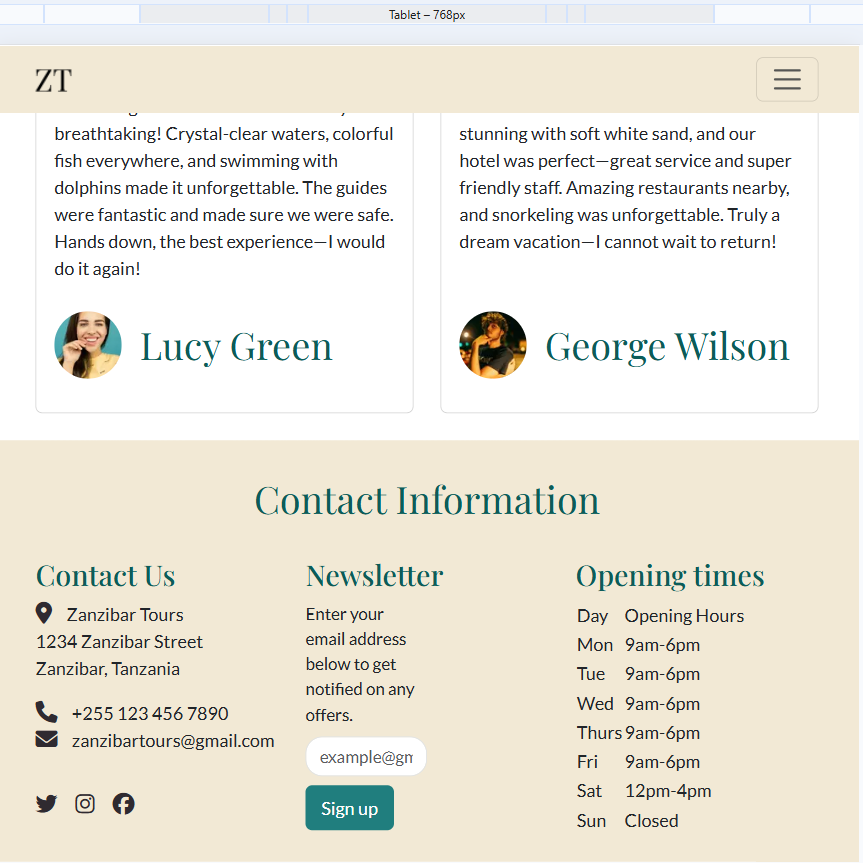 Tablet – 768px
ZT
breathtaking! Crystal-clear waters, colorful
fish everywhere, and swimming with
dolphins made it unforgettable. The guides
were fantastic and made sure we were safe.
Hands down, the best experience—I would
do it again!
Lucy Green
stunning with soft white sand, and our
hotel was perfect—great service and super
friendly staff. Amazing restaurants nearby,
and snorkeling was unforgettable. Truly a
dream vacation—I cannot wait to return!
George Wilson
Contact Information
Contact Us
Zanzibar Tours
1234 Zanzibar Street
Zanzibar, Tanzania
+255 123 456 7890
zanzibartours@gmail.com
Newsletter
Enter your
email address
below to get
notified on any
offers.
example@gm
Sign up
Opening times
Day Opening Hours
Mon 9am-6pm
Tue 9am-6pm
Wed 9am-6pm
Thurs 9am-6pm
Fri 9am-6pm
Sat 12pm-4pm
Sun Closed